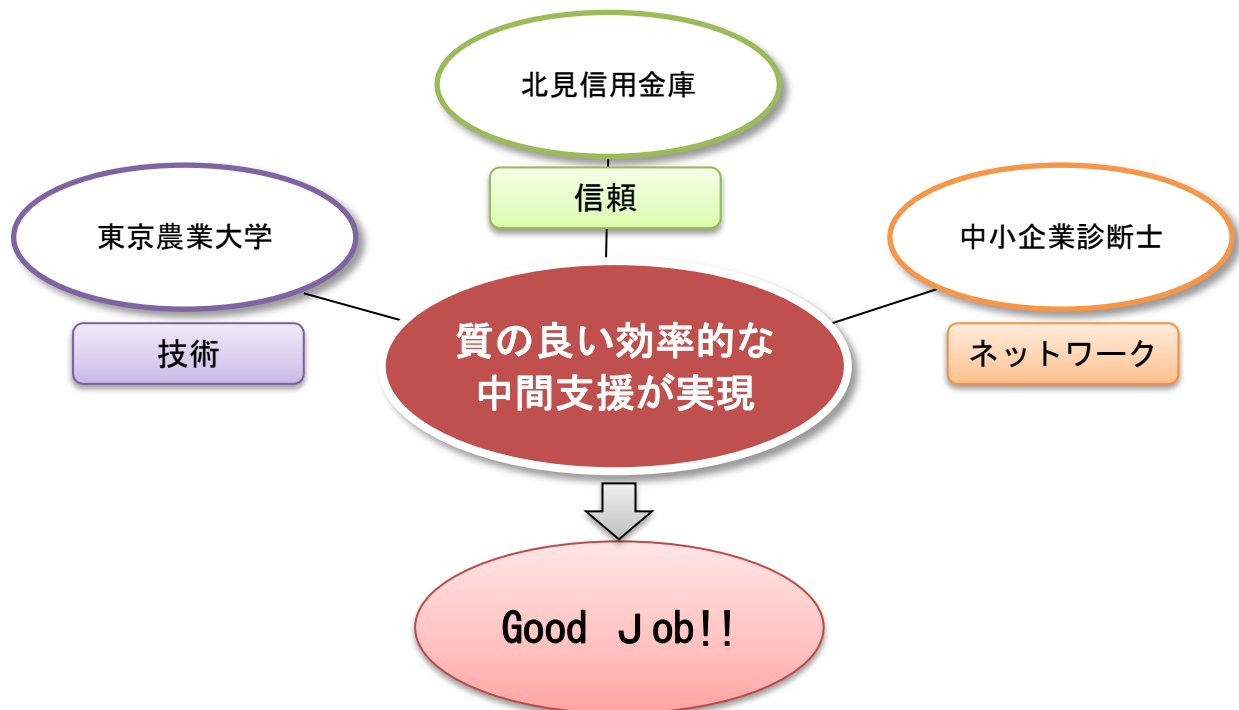 北見信用金庫
信頼
東京農業大学
技術
中小企業診断士
ネットワーク
質の良い効率的な
中間支援が実現
Good Job!!